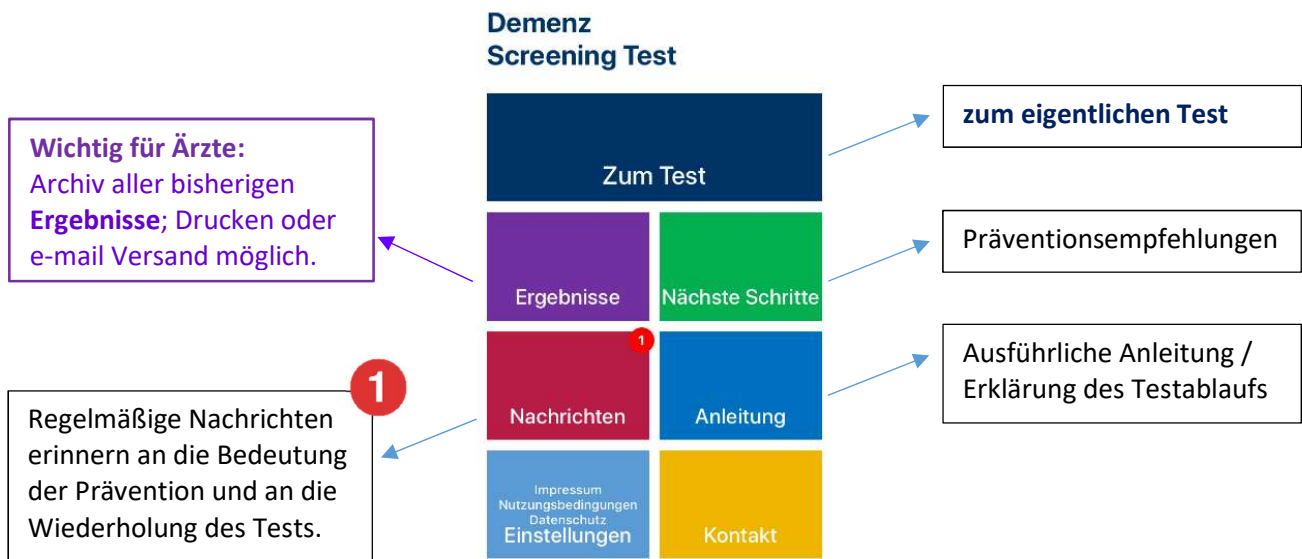 Demenz
Screening Test
Wichtig für Ärzte:
Archiv aller bisherigen
Ergebnisse; Drucken oder
e-mail Versand möglich.
1
Regelmäßige Nachrichten
erinnern an die Bedeutung
der Prävention und an die
Wiederholung des Tests.
Zum Test
Ergebnisse
Nächste Schritte
1
Nachrichten
Anleitung
Impressum
Nutzungsbedingungen
Datenschutz
Einstellungen
Kontakt
zum eigentlichen Test
Präventionsempfehlungen
Ausführliche Anleitung /
Erklärung des Testablaufs